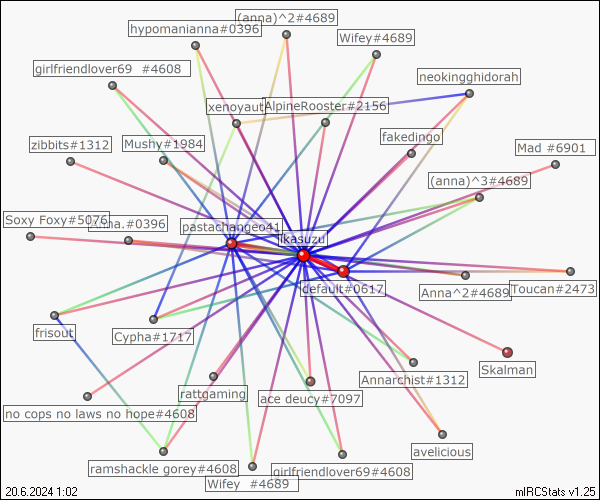 (anna)^2#4689
hypomanianna#0396
Wifey#4689
girlfriendlover69 #4608
neokingghidorah
xenoyaut
AlpineRooster#2156
fakedingo
zibbits#1312
Mushy#1984
Mad #6901
(anna)^3#4689
Soxy Foxy#5076
pastachangeo41
ikasuzu
default#0617
Anna^2#4689
Toucan#2473
frisout
Cypha#1717
Skalman
Annarchist#1312
rattgaming
ace deucy#7097
no cops no laws no hope#4608
avelicious
ramshackle gorey#4608
girlfriendlover69#4608
Wifey #4689
20.6.2024 1:02
mIRCStats v1.25